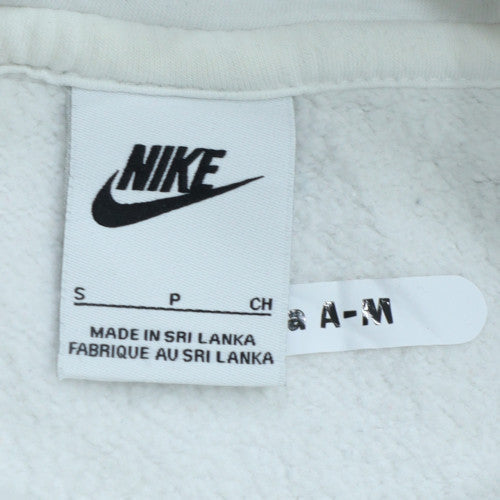 NIKE
S P CH
A-M
MADE IN SRI LANKA
FABRIQUE AU SRI LANKA